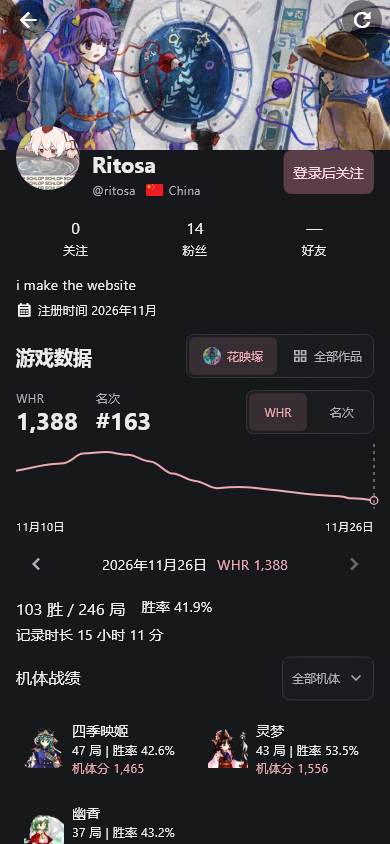 Ritosa
@ritosa China
登录后关注
0
关注
14
粉丝
—
好友
i make the website
注册时间 2026年11月
游戏数据
花映塚
全部作品
WHR
1,388
名次
#163
WHR
名次
11月10日
11月26日
2026年11月26日 WHR 1,388
103 胜 / 246 局 胜率 41.9%
记录时长 15 小时 11 分
机体战绩
全部机体
四季映姬
47 局 | 胜率 42.6%
机体分 1,465
灵梦
43 局 | 胜率 53.5%
机体分 1,556
幽香
37 局 | 胜率 43.2%